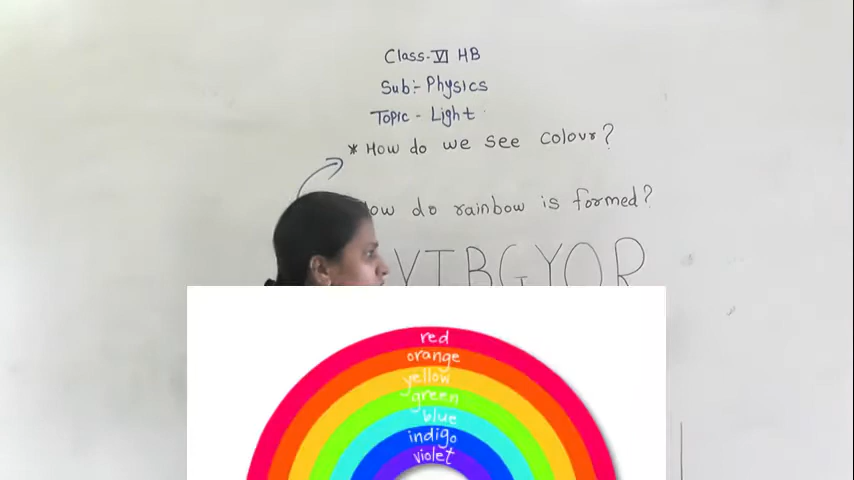 Class-VI HB
Sub:- Physics
Topic - Light
* How do we see colour?
do rainbow is formed?
VIBGYOR
red
orange
yellow
green
blue
indigo
violet